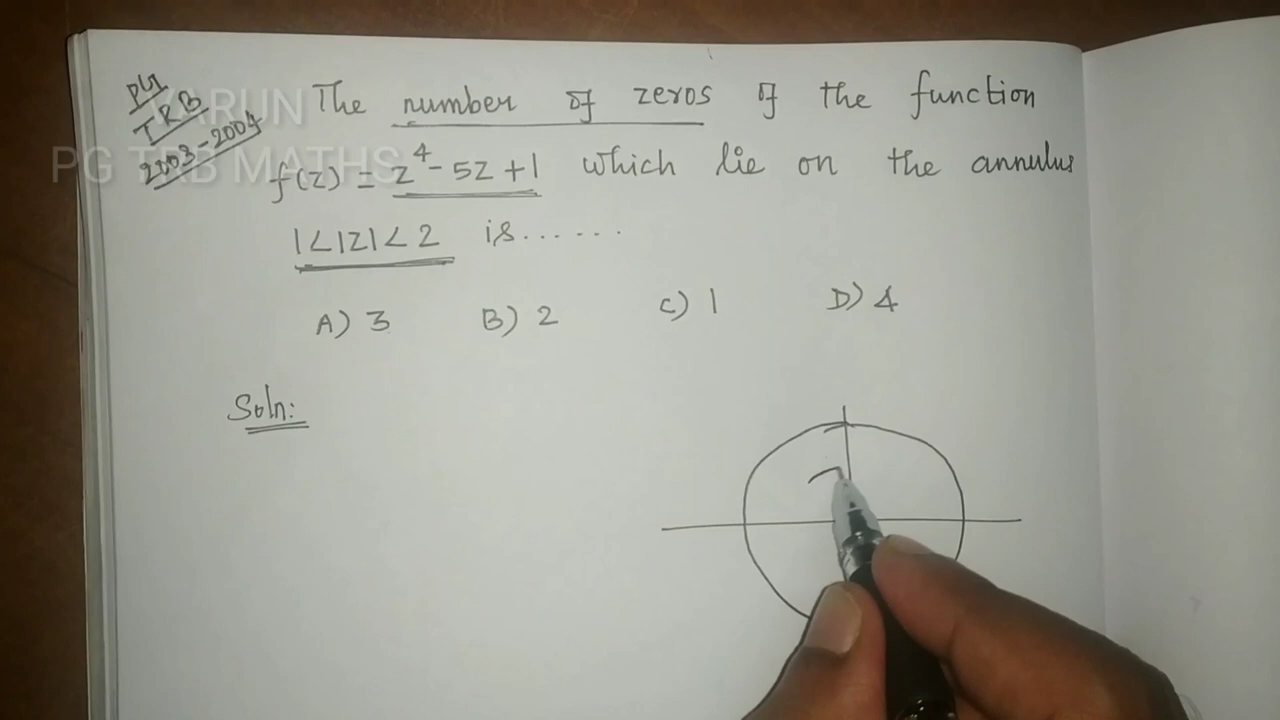 PG TRB 2003-2004
VARUN
PG TRB MATHS
The number of zeros of the function
f(z) = z⁴ - 5z + 1 which lie on the annulus
1<|z|<2 is......
A) 3 B) 2 C) 1 D) 4
Soln: